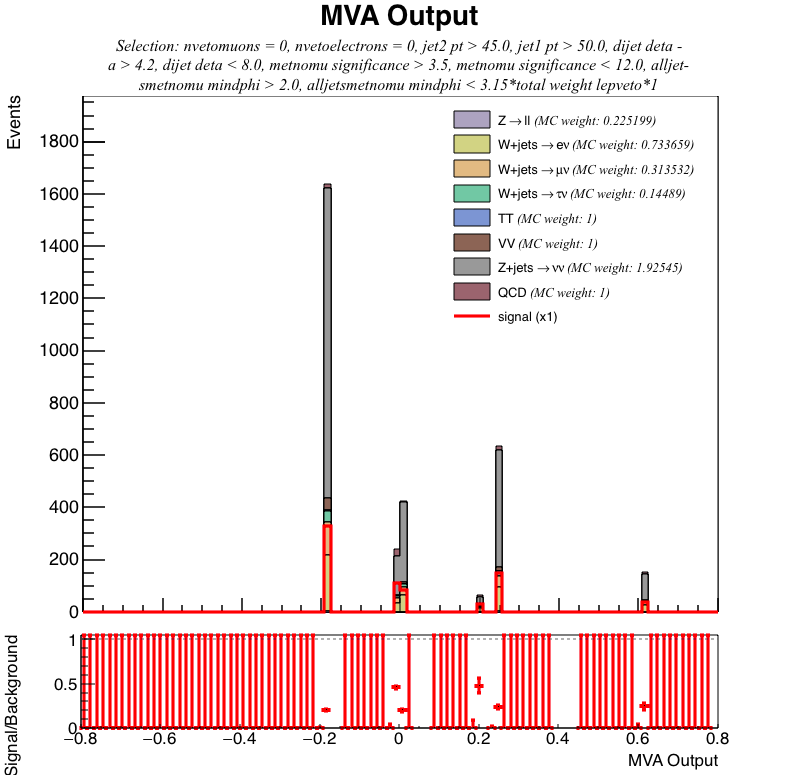 MVA Output
Selection: nvetomuons = 0, nvetoelectrons = 0, jet2 pt > 45.0, jet1 pt > 50.0, dijet deta -
a > 4.2, dijet deta < 8.0, metnomu significance > 3.5, metnomu significance < 12.0, alljet-
smetnomu mindphi > 2.0, alljetsmetnomu mindphi < 3.15*total weight lepveto*1
Events
1800
1600
1400
1200
1000
800
600
400
200
0
Z→ll (MC weight: 0.225199)
W+jets→eν (MC weight: 0.733659)
W+jets→μν (MC weight: 0.313532)
W+jets→τν (MC weight: 0.14489)
TT (MC weight: 1)
VV (MC weight: 1)
Z+jets→νν (MC weight: 1.92545)
QCD (MC weight: 1)
signal (x1)
Signal/Background
1
0.5
0
−0.8 −0.6 −0.4 −0.2 0 0.2 0.4 0.6 0.8
MVA Output